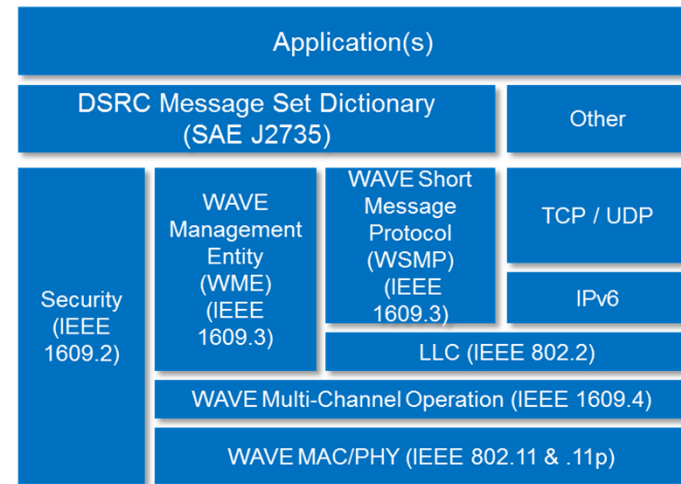 Application(s)
DSRC Message Set Dictionary
(SAE J2735)
Other
Security
(IEEE
1609.2)
WAVE
Management
Entity
(WME)
(IEEE
1609.3)
WAVE Short
Message
Protocol
(WSMP)
(IEEE
1609.3)
TCP / UDP
IPv6
LLC (IEEE 802.2)
WAVE Multi-Channel Operation (IEEE 1609.4)
WAVE MAC/PHY (IEEE 802.11 & .11p)